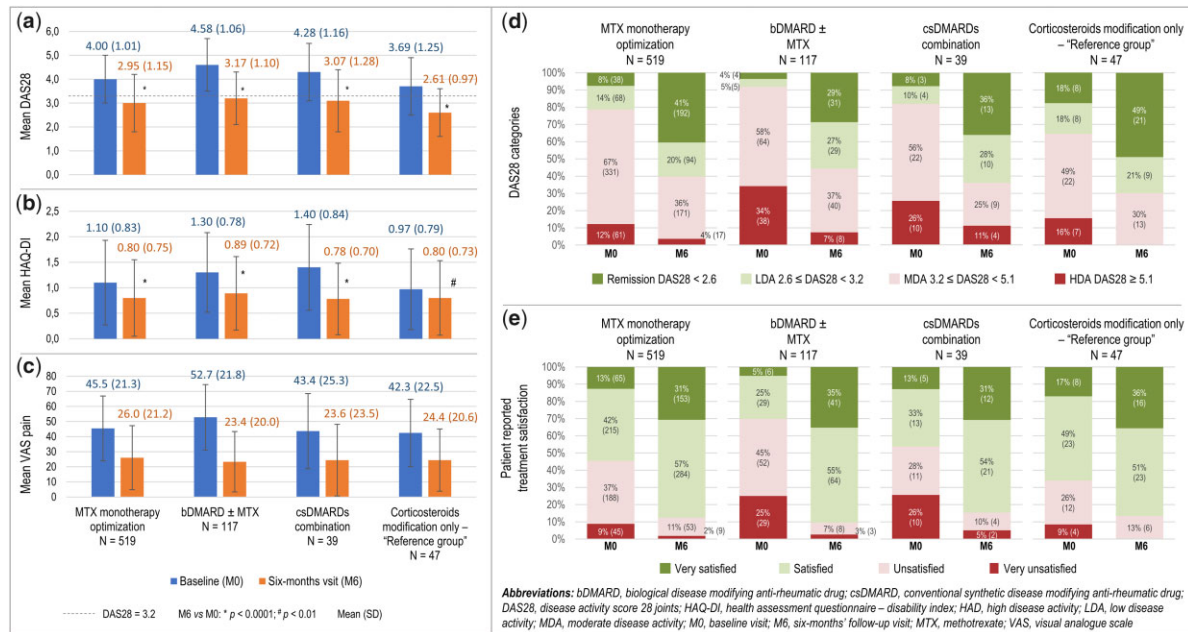 (a)
Mean DAS28
6,0
5,0
4,0
3,0
2,0
1,0
0,0
4.00 (1.01)
2.95 (1.15)
*
4.58 (1.06)
3.17 (1.10)
*
4.28 (1.16)
3.07 (1.28)
*
3.69 (1.25)
2.61 (0.97)
*
(b)
Mean HAQ-DI
2,5
2,0
1,5
1,0
0,5
0,0
1.10 (0.83)
0.80 (0.75)
*
1.30 (0.78)
0.89 (0.72)
*
1.40 (0.84)
0.78 (0.70)
*
0.97 (0.79)
0.80 (0.73)
#
(c)
Mean VAS pain
80
70
60
50
40
30
20
10
0
45.5 (21.3)
26.0 (21.2)
52.7 (21.8)
23.4 (20.0)
43.4 (25.3)
23.6 (23.5)
42.3 (22.5)
24.4 (20.6)
MTX monotherapy
optimization
N = 519
bDMARD ± MTX
N = 117
csDMARDs
combination
N = 39
Corticosteroids
modification only –
“Reference group”
N = 47
Baseline (M0)
Six-months vsit (M6)
DAS28 = 3.2
M6 vs M0: * p < 0.0001; # p < 0.01
Mean (SD)
(d)
DAS28 categories
100%
90%
80%
70%
60%
50%
40%
30%
20%
10%
0%
MTX monotherapy
optimization
N = 519
8% (38)
14% (68)
67%
(331)
12% (61)
41%
(192)
20% (94)
36%
(171)
4% (17)
M0
M6
bDMARD ±
MTX
N = 117
4% (4)
5%(5)
58%
(64)
34%
(38)
29%
(31)
27%
(29)
37%
(40)
7% (8)
M0
M6
csDMARDs
combination
N = 39
8% (3)
10% (4)
56%
(22)
26%
(10)
36%
(13)
28%
(10)
25% (9)
11% (4)
M0
M6
Corticosteroids modification only
– “Reference group”
N = 47
18% (8)
18% (8)
49%
(22)
16% (7)
49%
(21)
21% (9)
30%
(13)
M0
M6
Remission DAS28 < 2.6
LDA 2.6 ≤ DAS28 < 3.2
MDA 3.2 ≤ DAS28 < 5.1
HDA DAS28 ≥ 5.1
(e)
Patient reported
treatment satisfaction
100%
90%
80%
70%
60%
50%
40%
30%
20%
10%
0%
MTX monotherapy
optimization
N = 519
13% (65)
42%
(215)
37%
(188)
9% (45)
31%
(153)
57%
(284)
11% (53)
2% (9)
M0
M6
bDMARD ±
MTX
N = 117
5% (6)
25%
(29)
45%
(52)
25%
(29)
35%
(41)
55%
(64)
7% (8)
3% (3)
M0
M6
csDMARDs
combination
N = 39
13% (5)
33%
(13)
28%
(11)
26%
(10)
31%
(12)
54%
(21)
10% (4)
5% (2)
M0
M6
Corticosteroids modification only
– “Reference group”
N = 47
17% (8)
49%
(23)
26%
(12)
9% (4)
36%
(16)
51%
(23)
13% (6)
M0
M6
Very satisfied
Satisfied
Unsatisfied
Very unsatisfied
Abbreviations: bDMARD, biological disease modifying anti-rheumatic drug; csDMARD, conventional synthetic disease modifying anti-rheumatic drug;
DAS28, disease activity score 28 joints; HAQ-DI, health assessment questionnaire – disability index; HAD, high disease activity; LDA, low disease
activity; MDA, moderate disease activity; M0, baseline visit; M6, six-months’ follow-up visit; MTX, methotrexate; VAS, visual analogue scale